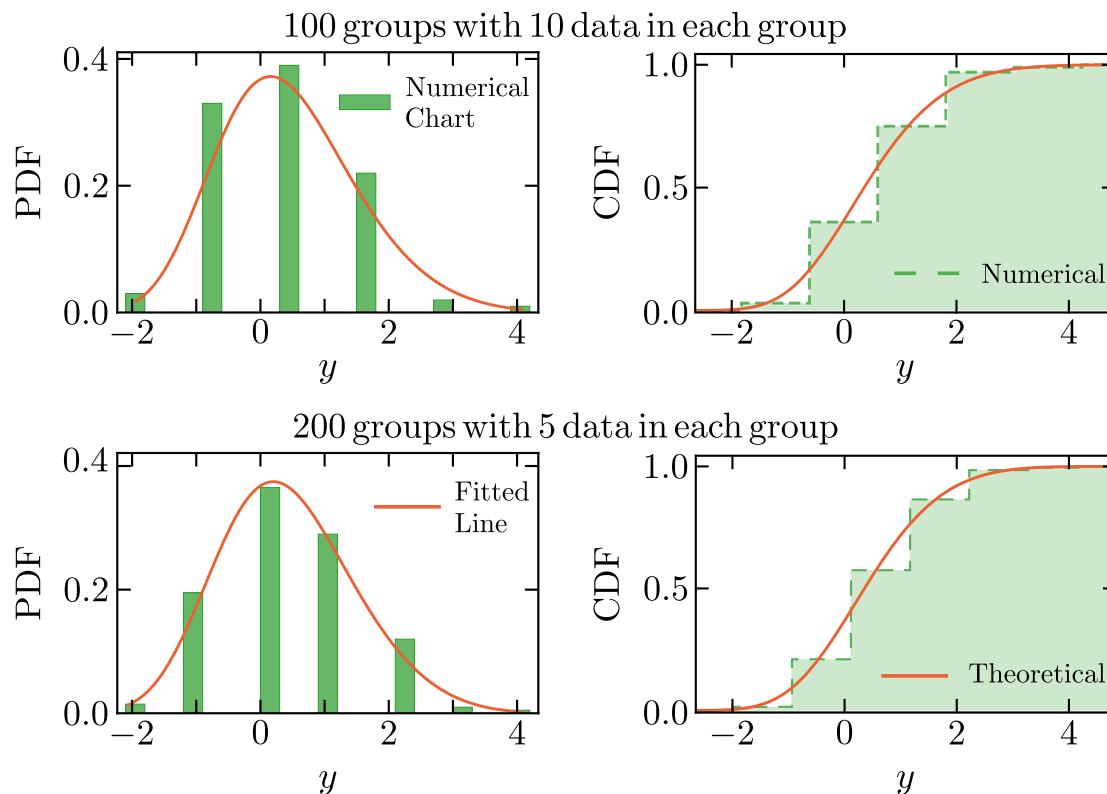 100 groups with 10 data in each group
0.4
0.2
0.0
PDF
Numerical
Chart
−2
0
2
4
y
1.0
0.5
0.0
CDF
Numerical
−2
0
2
4
y
200 groups with 5 data in each group
0.4
0.2
0.0
PDF
Fitted
Line
−2
0
2
4
y
1.0
0.5
0.0
CDF
Theoretical
−2
0
2
4
y